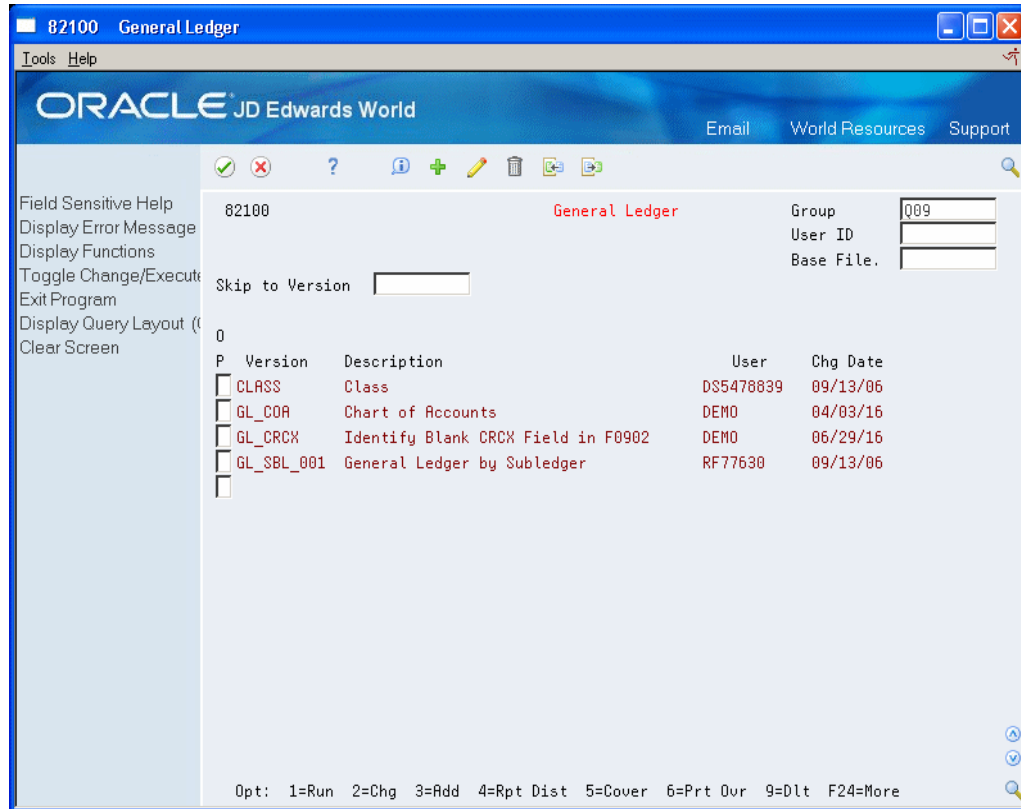 82100 General Ledger
Tools Help
ORACLE JD Edwards World
Email World Resources Support
?
Field Sensitive Help
Display Error Message
Display Functions
Toggle Change/Execute
Exit Program
Display Query Layout (
Clear Screen
82100 General Ledger Group Q09
User ID
Base File.
Skip to Version
O
P Version Description User Chg Date
CLASS Class DS5478839 09/13/06
GL_COA Chart of Accounts DEMO 04/03/16
GL_CRCX Identify Blank CRCX Field in F0902 DEMO 06/29/16
GL_SBL_001 General Ledger by Subledger RF77630 09/13/06
Opt: 1=Run 2=Chg 3=Add 4=Rpt Dist 5=Cover 6=Prt Ovr 9=Dlt F24=More